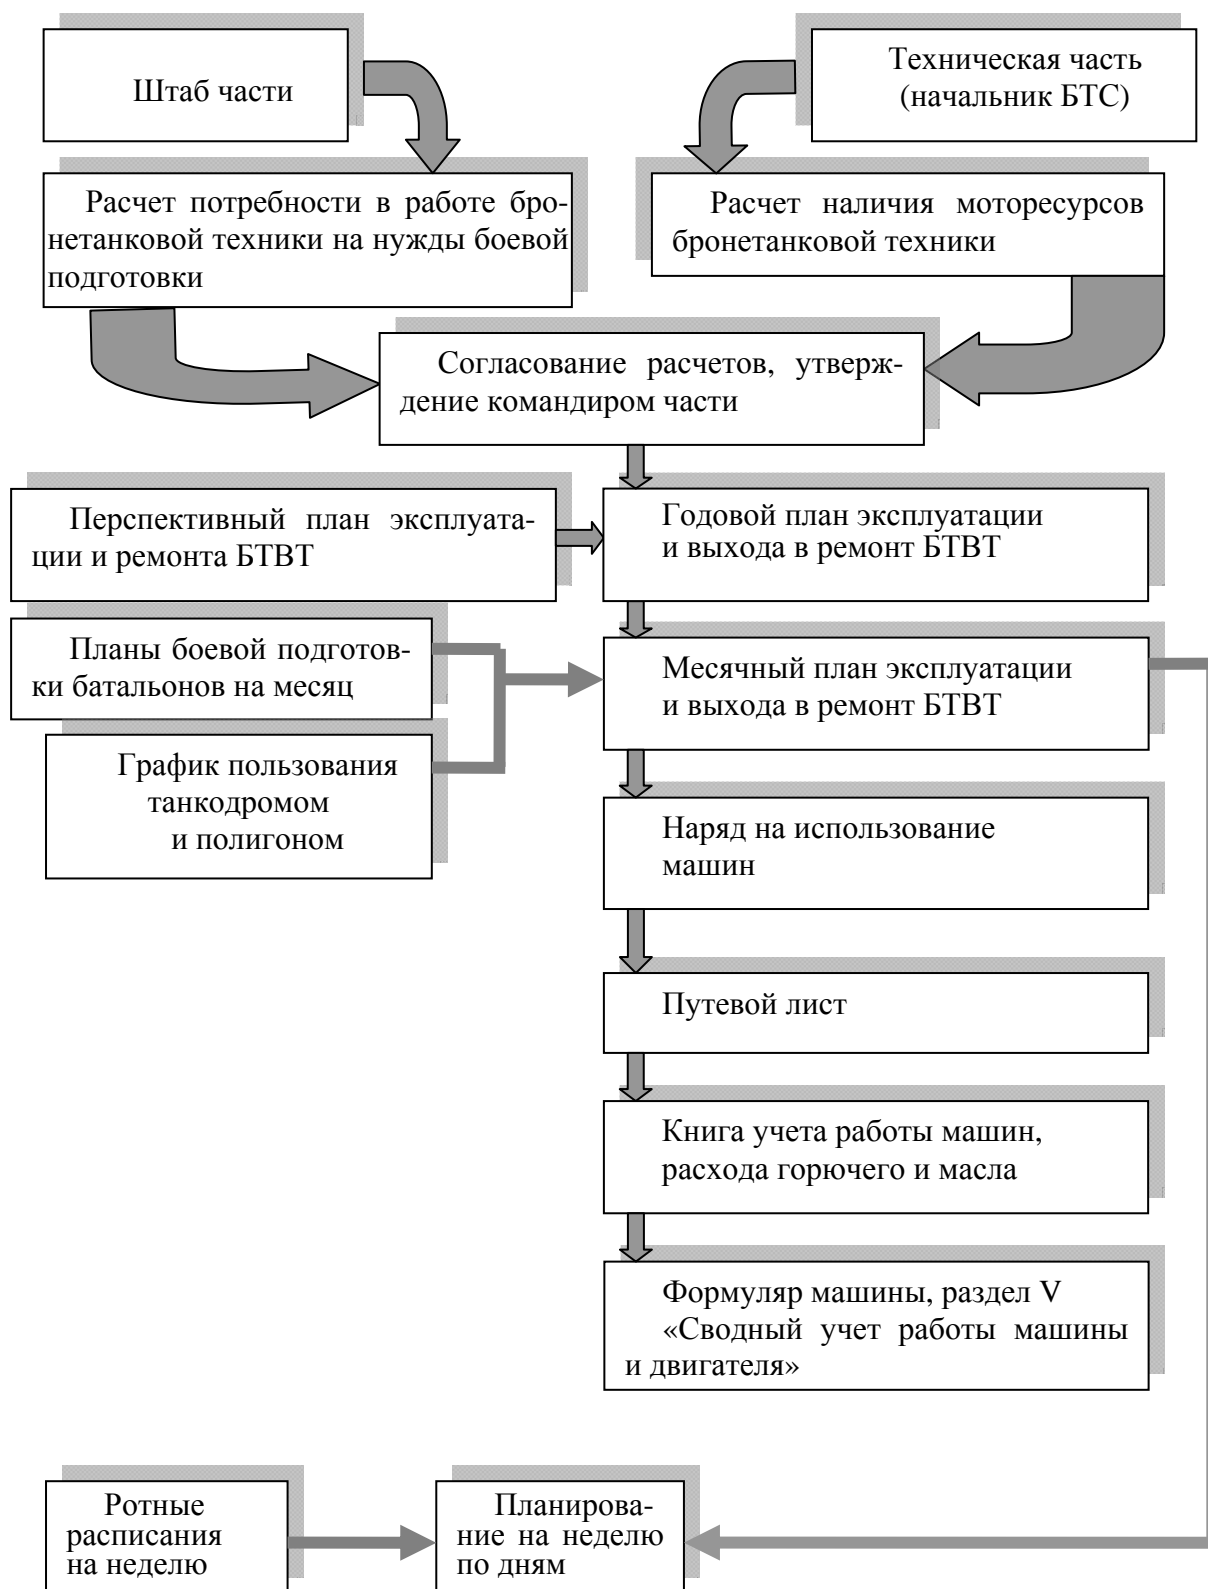 Штаб части
Техническая часть
(начальник БТС)
Расчет потребности в работе бро-
нетанковой техники на нужды боевой
подготовки
Расчет наличия моторесурсов
бронетанковой техники
Согласование расчетов, утверж-
дение командиром части
Перспективный план эксплуата-
ции и ремонта БТВТ
Годовой план эксплуатации
и выхода в ремонт БТВТ
Планы боевой подготов-
ки батальонов на месяц
Месячный план эксплуатации
и выхода в ремонт БТВТ
График пользования
танкодромом
и полигоном
Наряд на использование
машин
Путевой лист
Книга учета работы машин,
расхода горючего и масла
Формуляр машины, раздел V
«Сводный учет работы машины
и двигателя»
Ротные
расписания
на неделю
Планирова-
ние на неделю
по дням